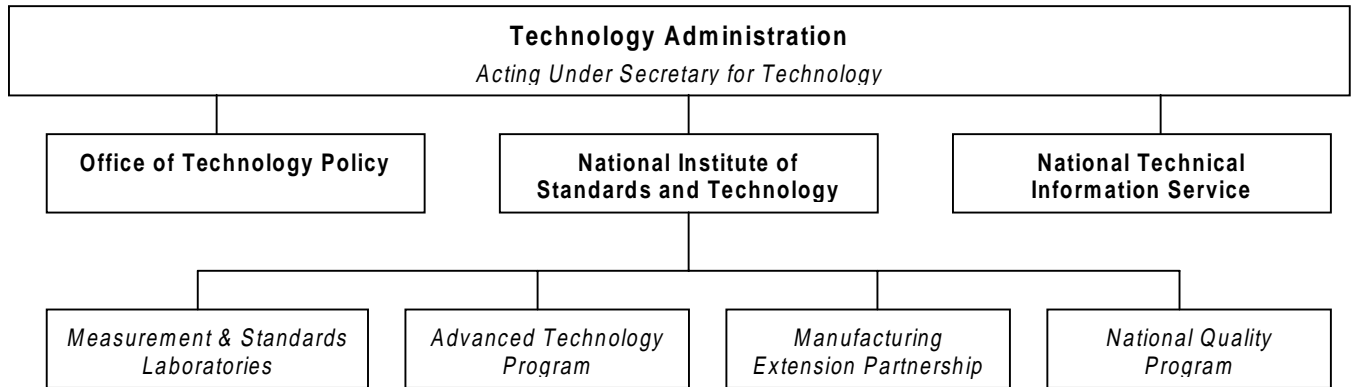 Technology Administration
Acting Under Secretary for Technology
Office of Technology Policy
National Institute of
Standards and Technology
National Technical
Information Service
Measurement & Standards
Laboratories
Advanced Technology
Program
Manufacturing
Extension Partnership
National Quality
Program